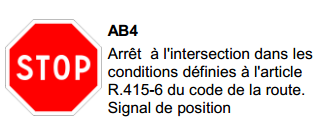 STOP
AB4
Arrêt à l'intersection dans les
conditions définies à l'article
R.415-6 du code de la route.
Signal de position